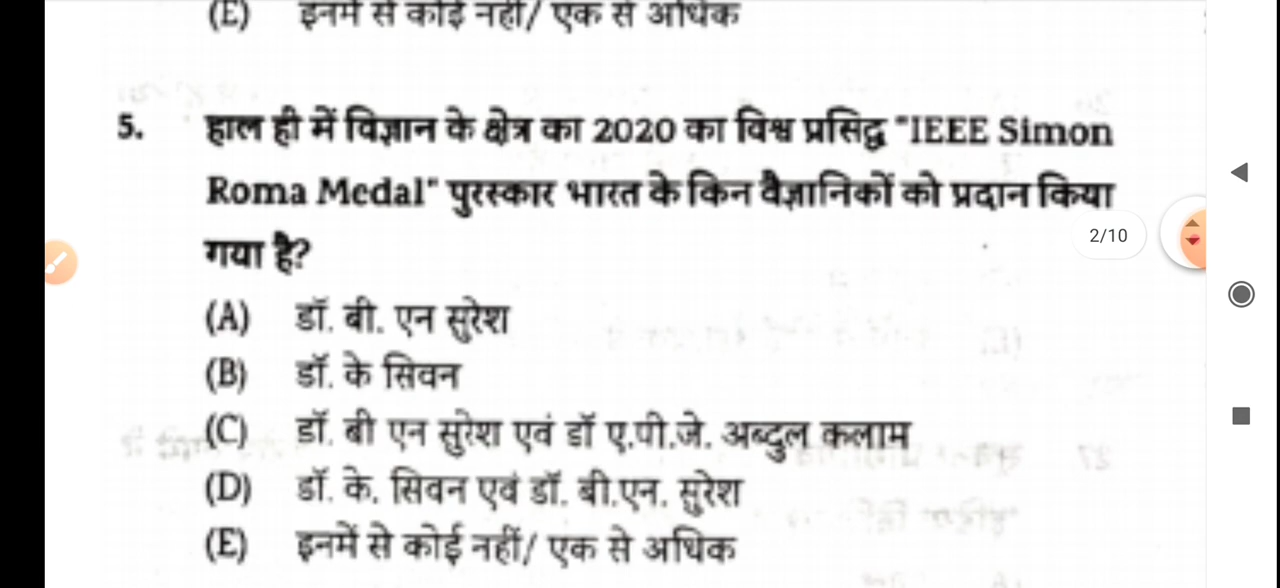 (E) इनमें से कोई नहीं/ एक से अधिक
5. हाल ही में विज्ञान के क्षेत्र का 2020 का विश्व प्रसिद्ध "IEEE Simon
Roma Medal" पुरस्कार भारत के किन वैज्ञानिकों को प्रदान किया
गया है?
2/10
(A) डॉ. बी. एन सुरेश
(B) डॉ. के सिवन
(C) डॉ. बी एन सुरेश एवं डॉ ए.पी.जे. अब्दुल कलाम
(D) डॉ. के. सिवन एवं डॉ. बी.एन. सुरेश
(E) इनमें से कोई नहीं/ एक से अधिक